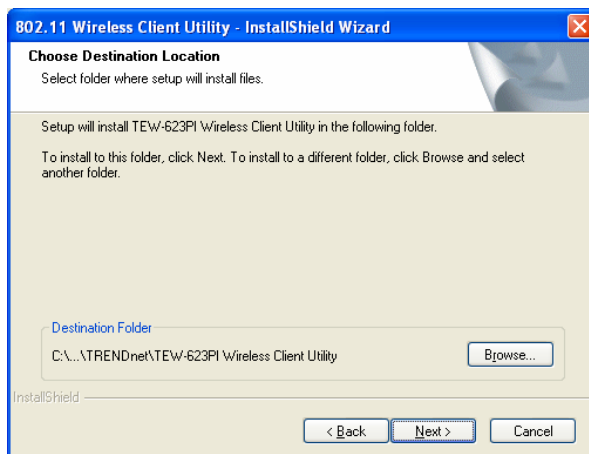 802.11 Wireless Client Utility - InstallShield Wizard
Choose Destination Location
Select folder where setup will install files.
Setup will install TEW-623PI Wireless Client Utility in the following folder.
To install to this folder, click Next. To install to a different folder, click Browse and select
another folder.
Destination Folder
C:\...\TRENDnet\TEW-623PI Wireless Client Utility
Browse...
InstallShield
< Back
Next >
Cancel